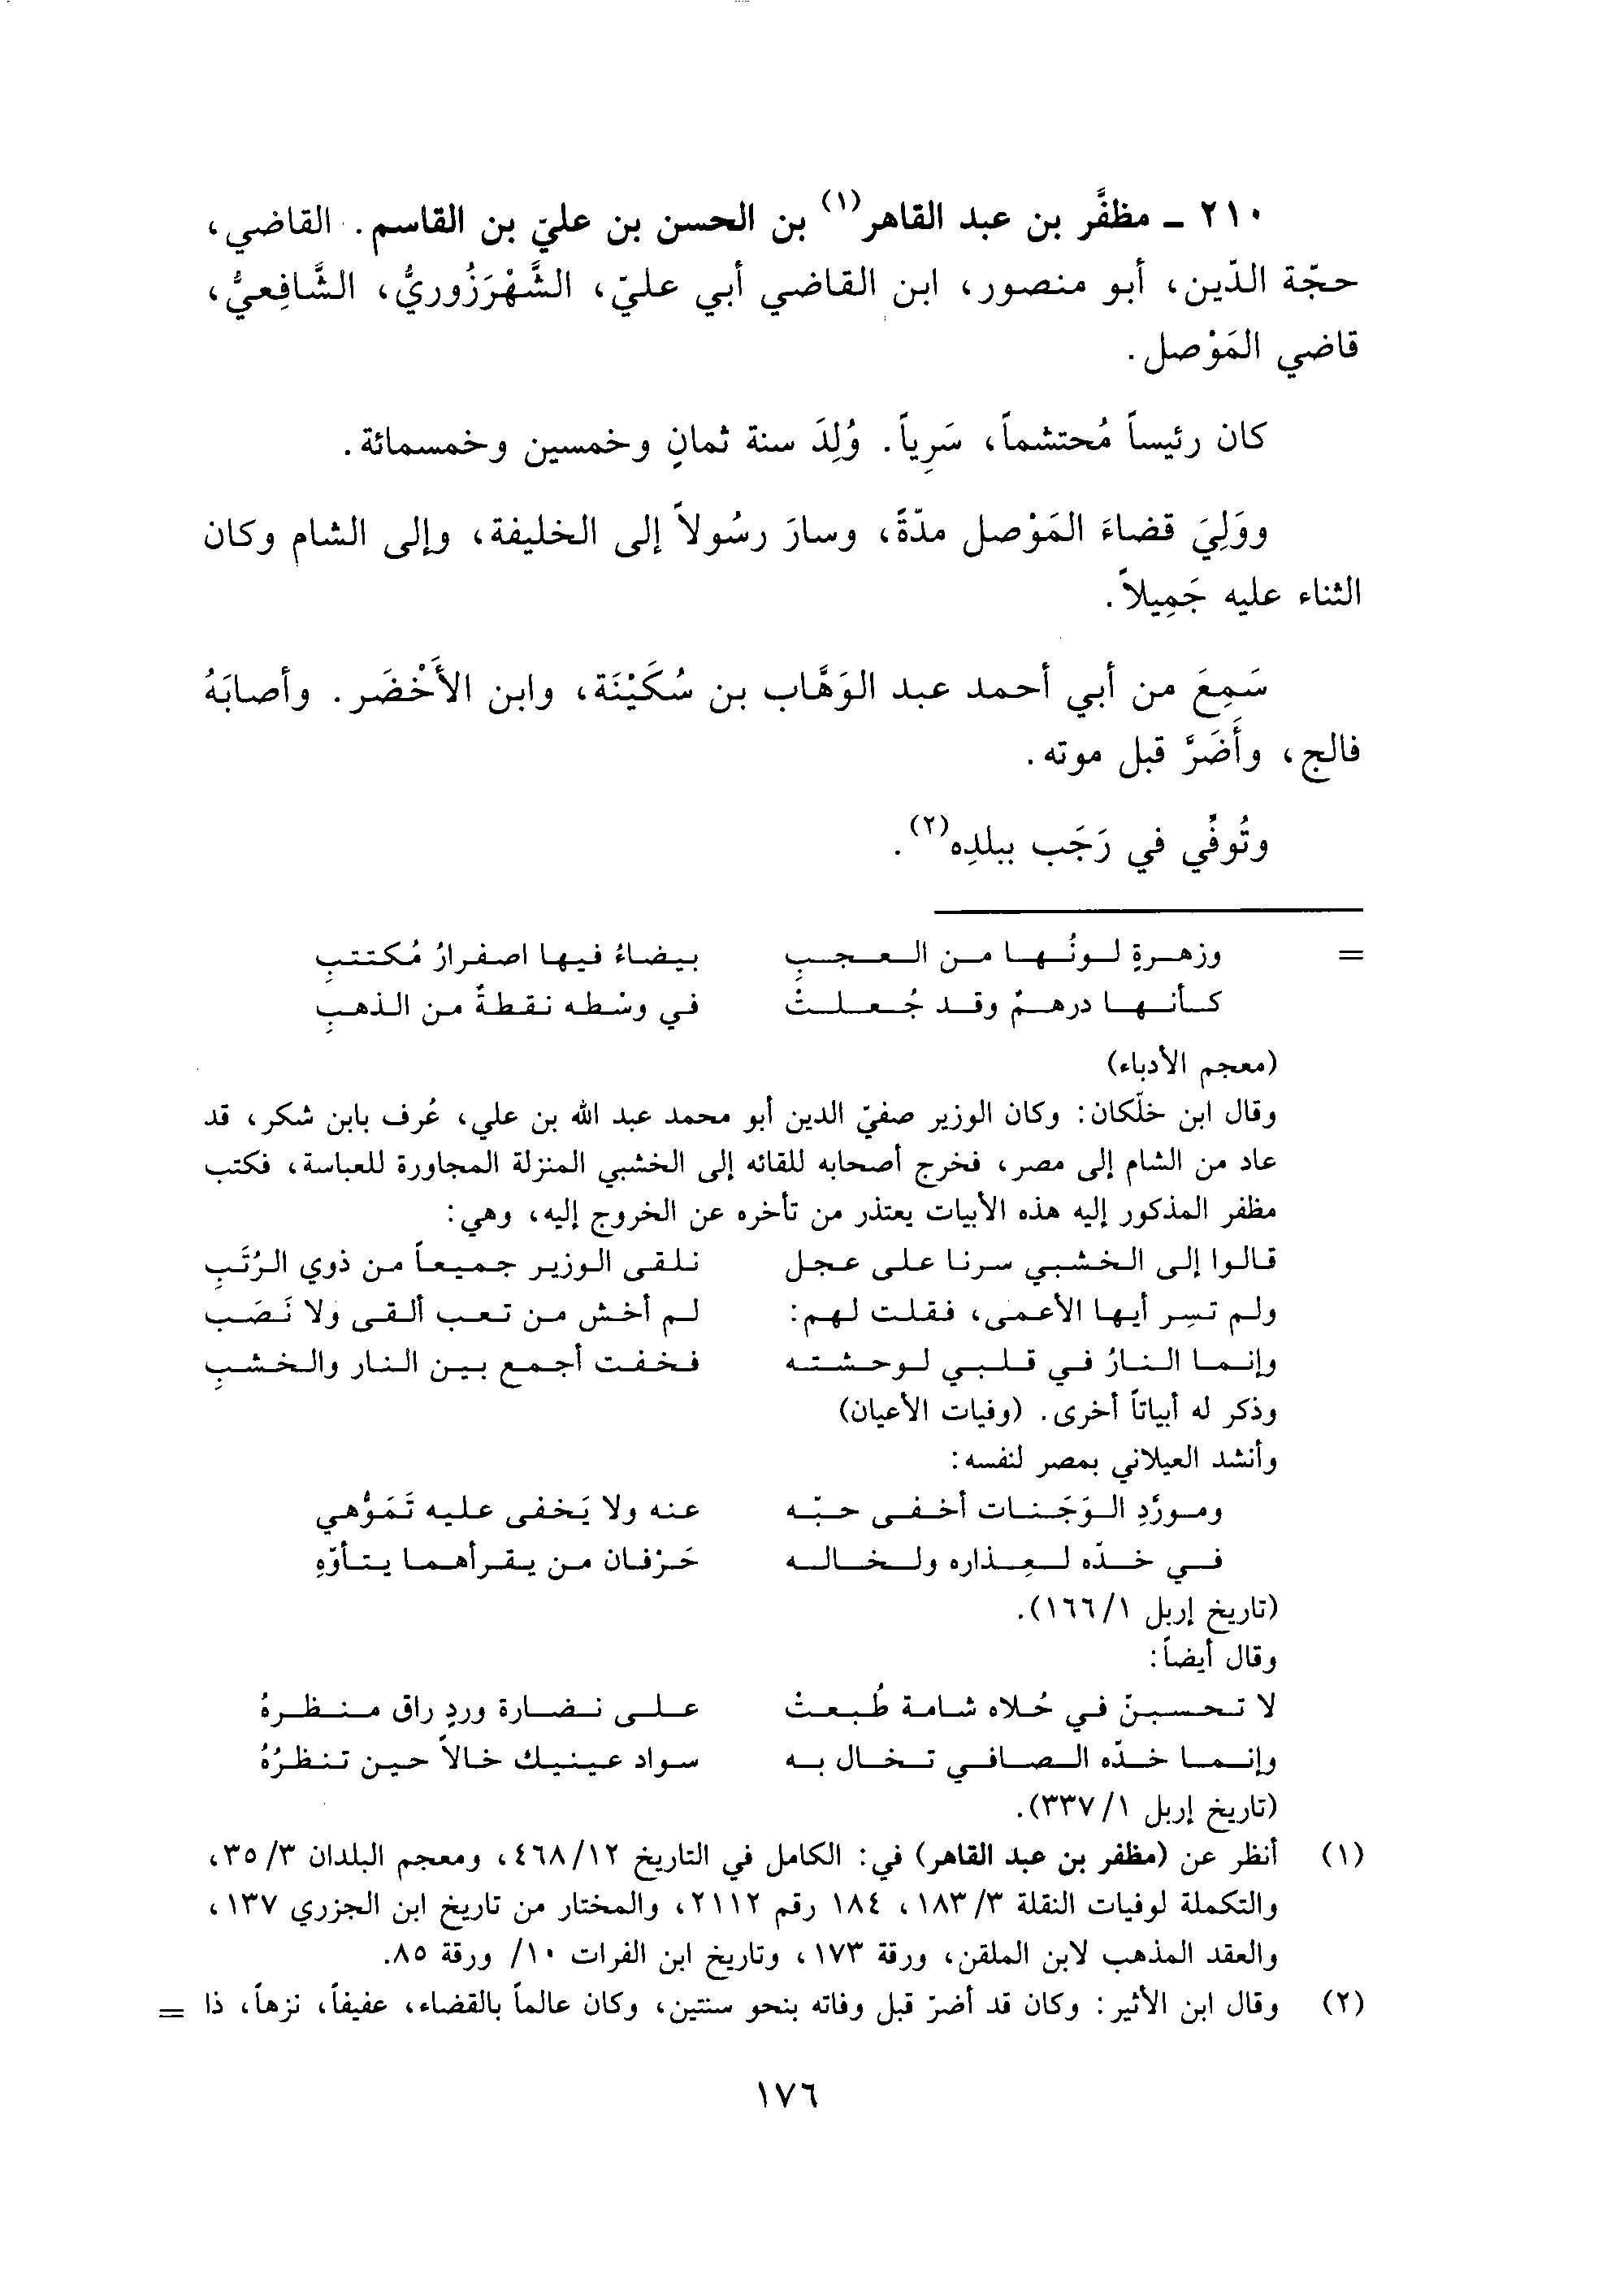 ٢١٠ ـ مظفَّر بن عبد القاهر(١) بن الحسن بن عليّ بن القاسم. القاضي،
حجّة الدّين، أبو منصور، ابن القاضي أبي عليّ، الشَّهْرَزُوريُّ، الشَّافِعيُّ،
قاضي المَوْصل.
كان رئيساً مُحتشماً، سَرِياً. وُلِدَ سنة ثمانٍ وخمسين وخمسمائة.
ووَلِيَ قضاءَ المَوْصل مدّةً، وسارَ رسُولاً إلى الخليفة، وإلى الشام وكان
الثناء عليه جَمِيلاً.
سَمِعَ من أبي أحمد عبد الوَهَّاب بن سُكَيْنَة، وابن الأَخْضَر. وأصابَهُ
فالج، وأَضَرَّ قبل موته.
وتُوفّي في رَجَب ببلدِه(٢).
= وزهـرةٍ لـونُـهـا مـن الـعـجـبِ بيضاءُ فيها اصفرارُ مُكتتبِ
كـأنـهـا درهـمٌ وقـد جُـعـلـتْ في وسْطه نقطةٌ من الذهبِ
(معجم الأدباء)
وقال ابن خلّكان: وكان الوزير صفيّ الدين أبو محمد عبد الله بن علي، عُرف بابن شكر، قد
عاد من الشام إلى مصر، فخرج أصحابه للقائه إلى الخشبي المنزلة المجاورة للعباسة، فكتب
مظفر المذكور إليه هذه الأبيات يعتذر من تأخره عن الخروج إليه، وهي:
قالوا إلى الخشبي سرنا على عجل نلقى الوزير جميعاً من ذوي الرُتَبِ
ولم تسِر أيها الأعمى، فقلت لهم: لم أخش من تعب ألقى ولا نَصَب
وإنما النارُ في قلبي لوحشته فخفت أجمع بين النار والخشبِ
وذكر له أبياتاً أخرى. (وفيات الأعيان)
وأنشد العيلاني بمصر لنفسه:
ومورَّدِ الوَجَنات أخفى حبّه عنه ولا يَخفى عليه تَمَوُّهي
في خدّه لعِذاره ولخاله حَرْفان من يقرأهما يتأوّهِ
(تاريخ إربل ١/١٦٦).
وقال أيضاً:
لا تحسبنّ في حُلاه شامة طُبعتْ على نضارة وردٍ راق منظرهُ
وإنما خدّه الصافي تخال به سواد عينيك خالاً حين تنظرُهُ
(تاريخ إربل ١/٣٣٧).
(١) أنظر عن (مظفر بن عبد القاهر) في: الكامل في التاريخ ١٢/٤٦٨، ومعجم البلدان ٣/٣٥،
والتكملة لوفيات النقلة ٣/١٨٣، ١٨٤ رقم ٢١١٢، والمختار من تاريخ ابن الجزري ١٣٧،
والعقد المذهب لابن الملقن، ورقة ١٧٣، وتاريخ ابن الفرات ١٠/ ورقة ٨٥.
(٢) وقال ابن الأثير: وكان قد أضرّ قبل وفاته بنحو سنتين، وكان عالماً بالقضاء، عفيفاً، نزهاً، ذا =
١٧٦